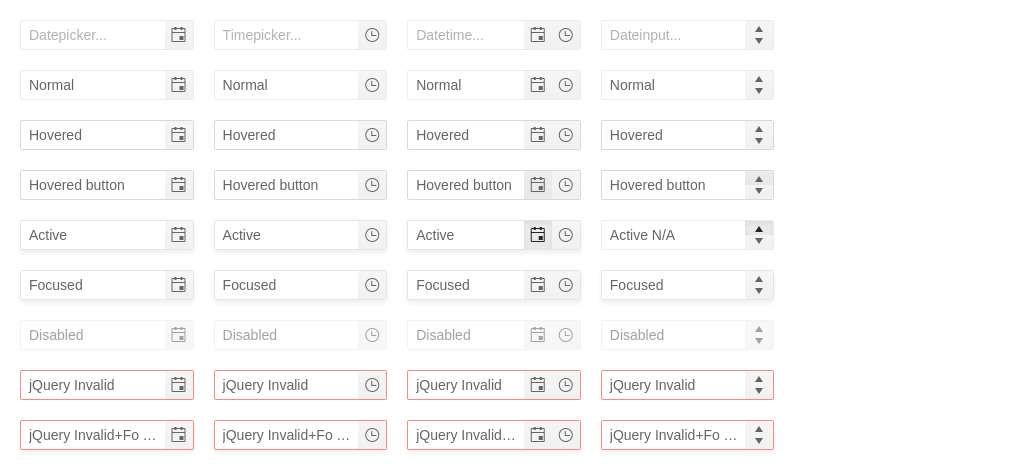 Datepicker... Timepicker... Datetime... Dateinput...
Normal Normal Normal Normal
Hovered Hovered Hovered Hovered
Hovered button Hovered button Hovered button Hovered button
Active Active Active Active N/A
Focused Focused Focused Focused
Disabled Disabled Disabled Disabled
jQuery Invalid jQuery Invalid jQuery Invalid jQuery Invalid
jQuery Invalid+Fo ... jQuery Invalid+Fo ... jQuery Invalid... jQuery Invalid+Fo ...